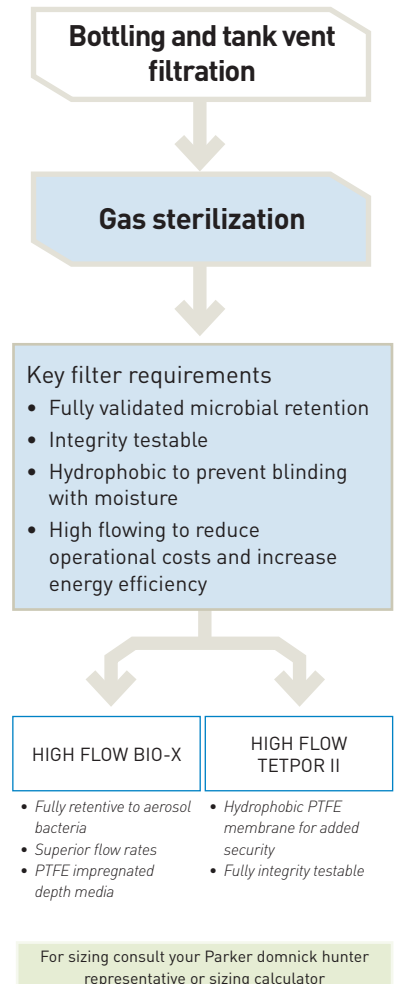 Bottling and tank vent
filtration
Gas sterilization
Key filter requirements
• Fully validated microbial retention
• Integrity testable
• Hydrophobic to prevent blinding
with moisture
• High flowing to reduce
operational costs and increase
energy efficiency
HIGH FLOW BIO-X
• Fully retentive to aerosol
bacteria
• Superior flow rates
• PTFE impregnated
depth media
HIGH FLOW
TETPOR II
• Hydrophobic PTFE
membrane for added
security
• Fully integrity testable
For sizing consult your Parker domnick hunter
representative or sizing calculator